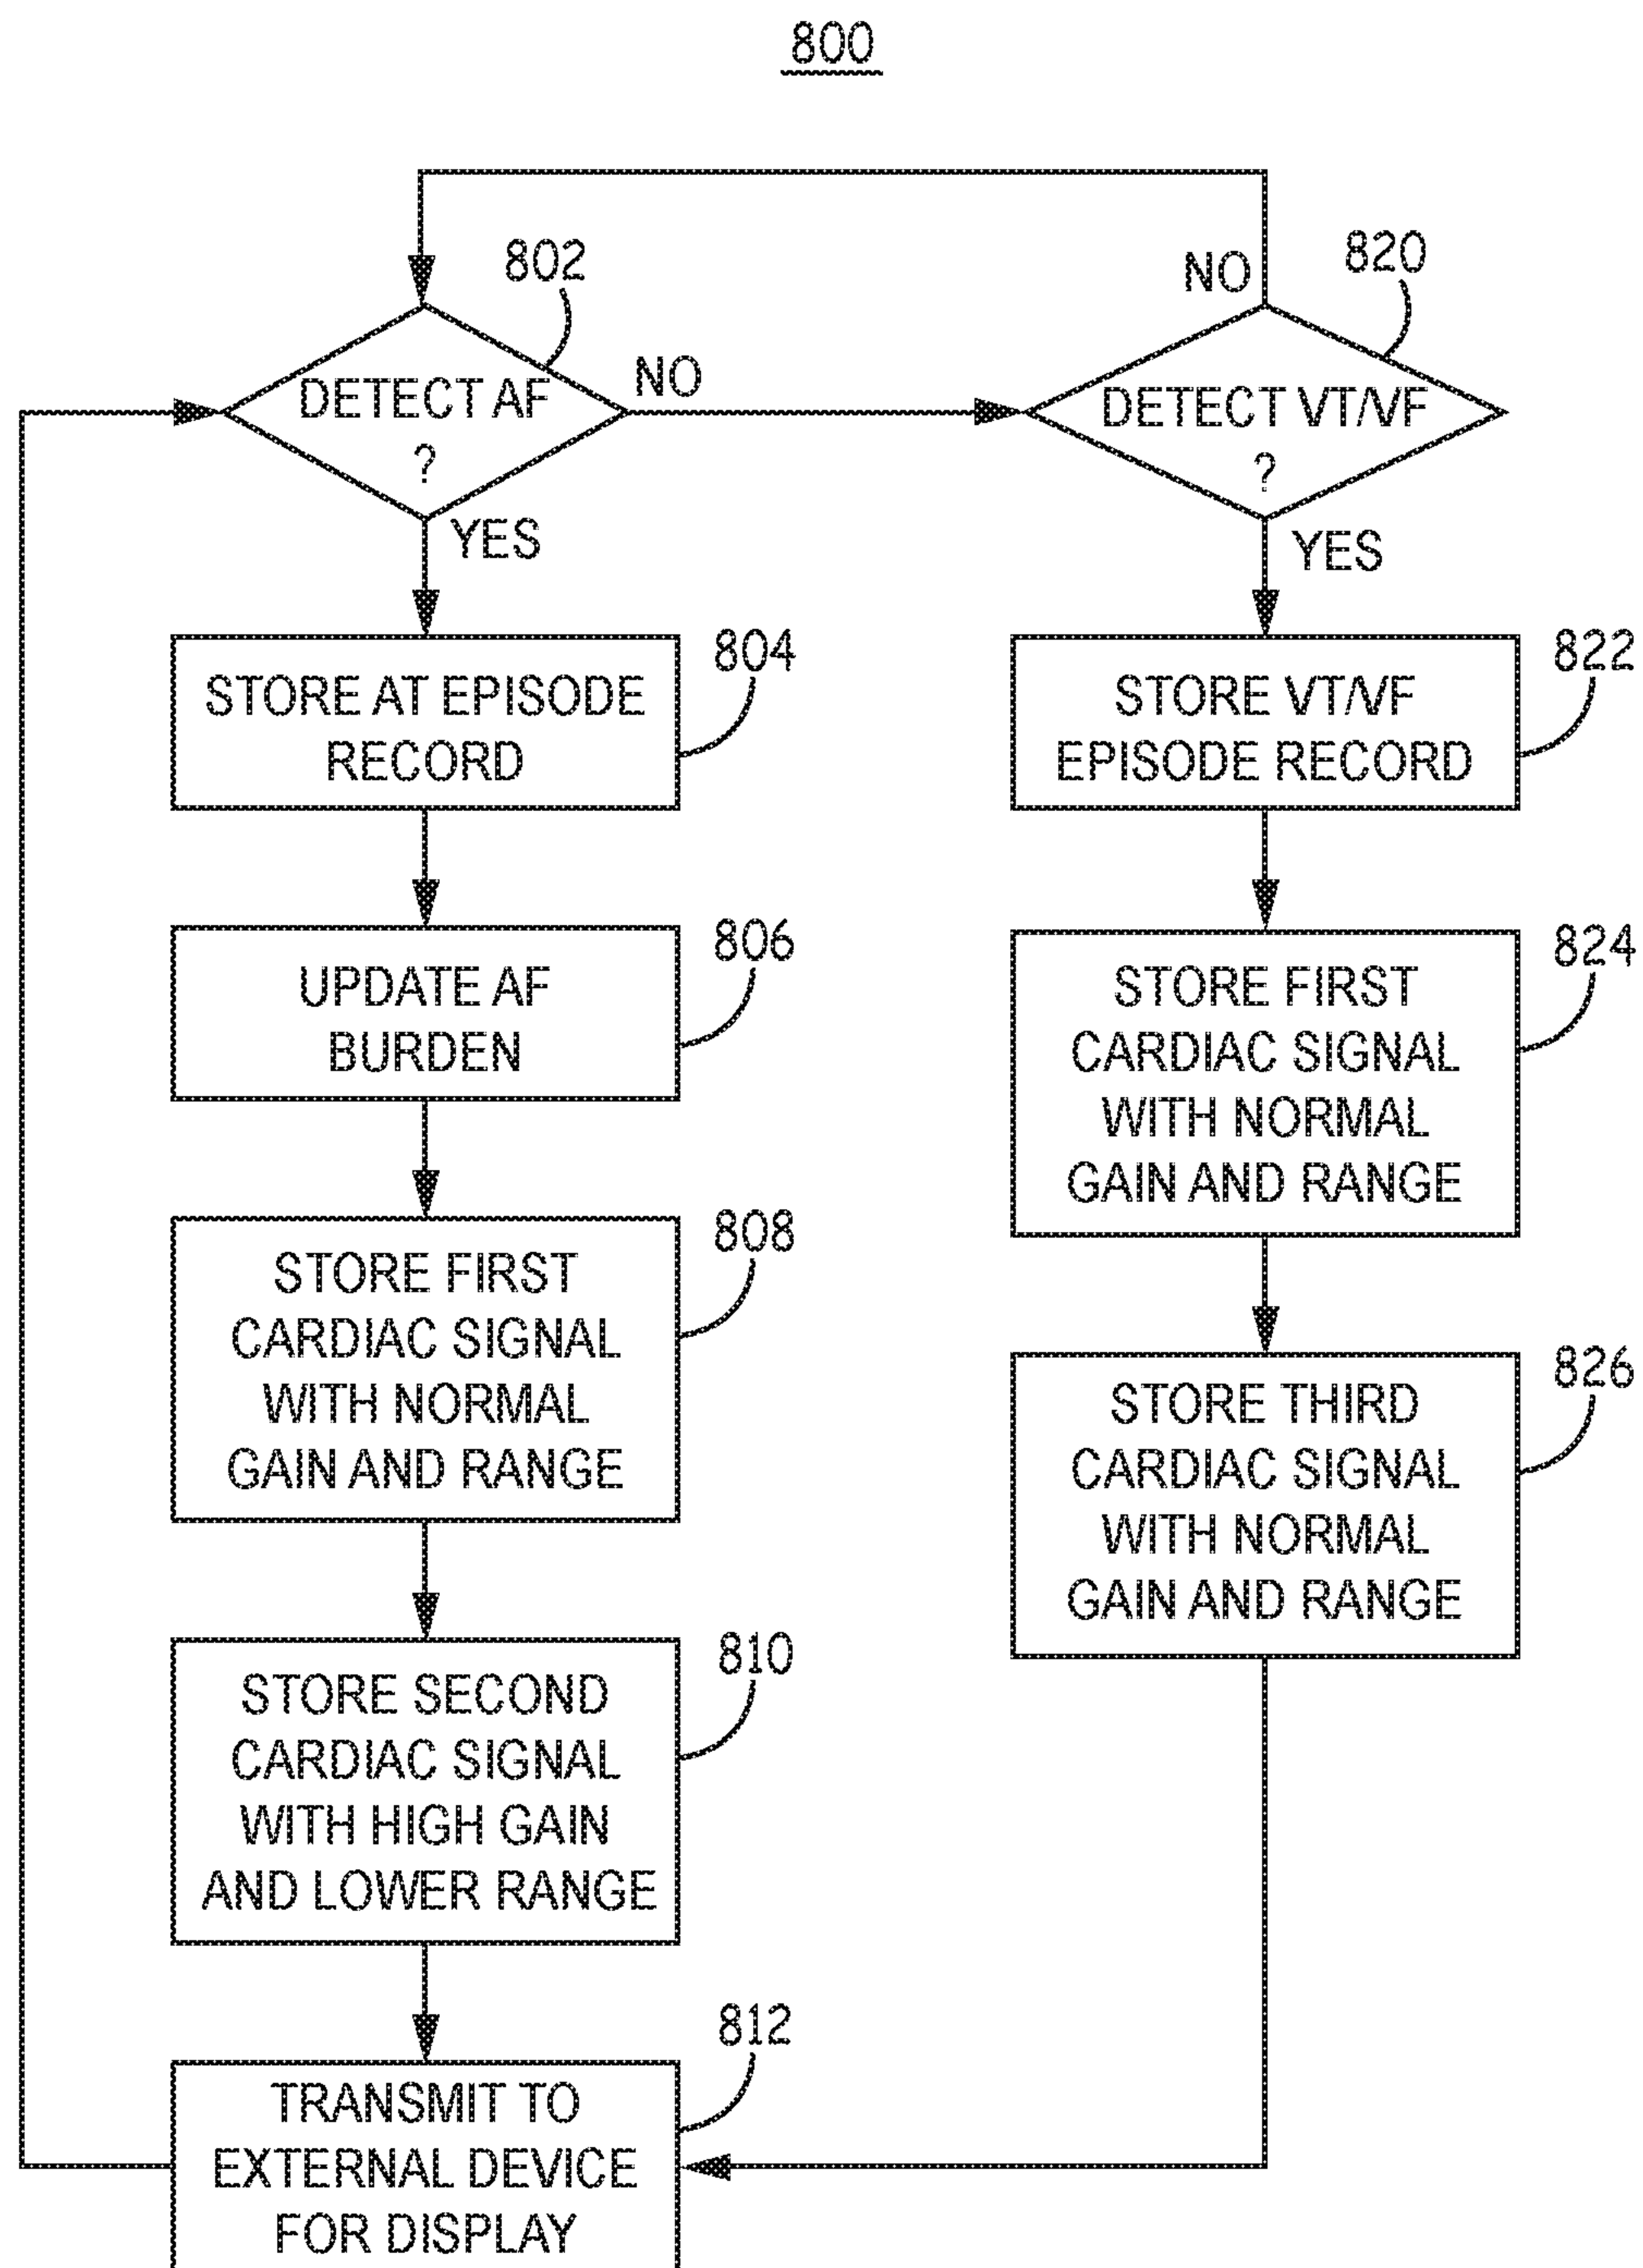 800
802
DETECT AF
?
NO
YES
820
NO
DETECT VT/VF
?
YES
804
STORE AT EPISODE
RECORD
806
UPDATE AF
BURDEN
808
STORE FIRST
CARDIAC SIGNAL
WITH NORMAL
GAIN AND RANGE
810
STORE SECOND
CARDIAC SIGNAL
WITH HIGH GAIN
AND LOWER RANGE
812
TRANSMIT TO
EXTERNAL DEVICE
FOR DISPLAY
822
STORE VT/VF
EPISODE RECORD
824
STORE FIRST
CARDIAC SIGNAL
WITH NORMAL
GAIN AND RANGE
826
STORE THIRD
CARDIAC SIGNAL
WITH NORMAL
GAIN AND RANGE